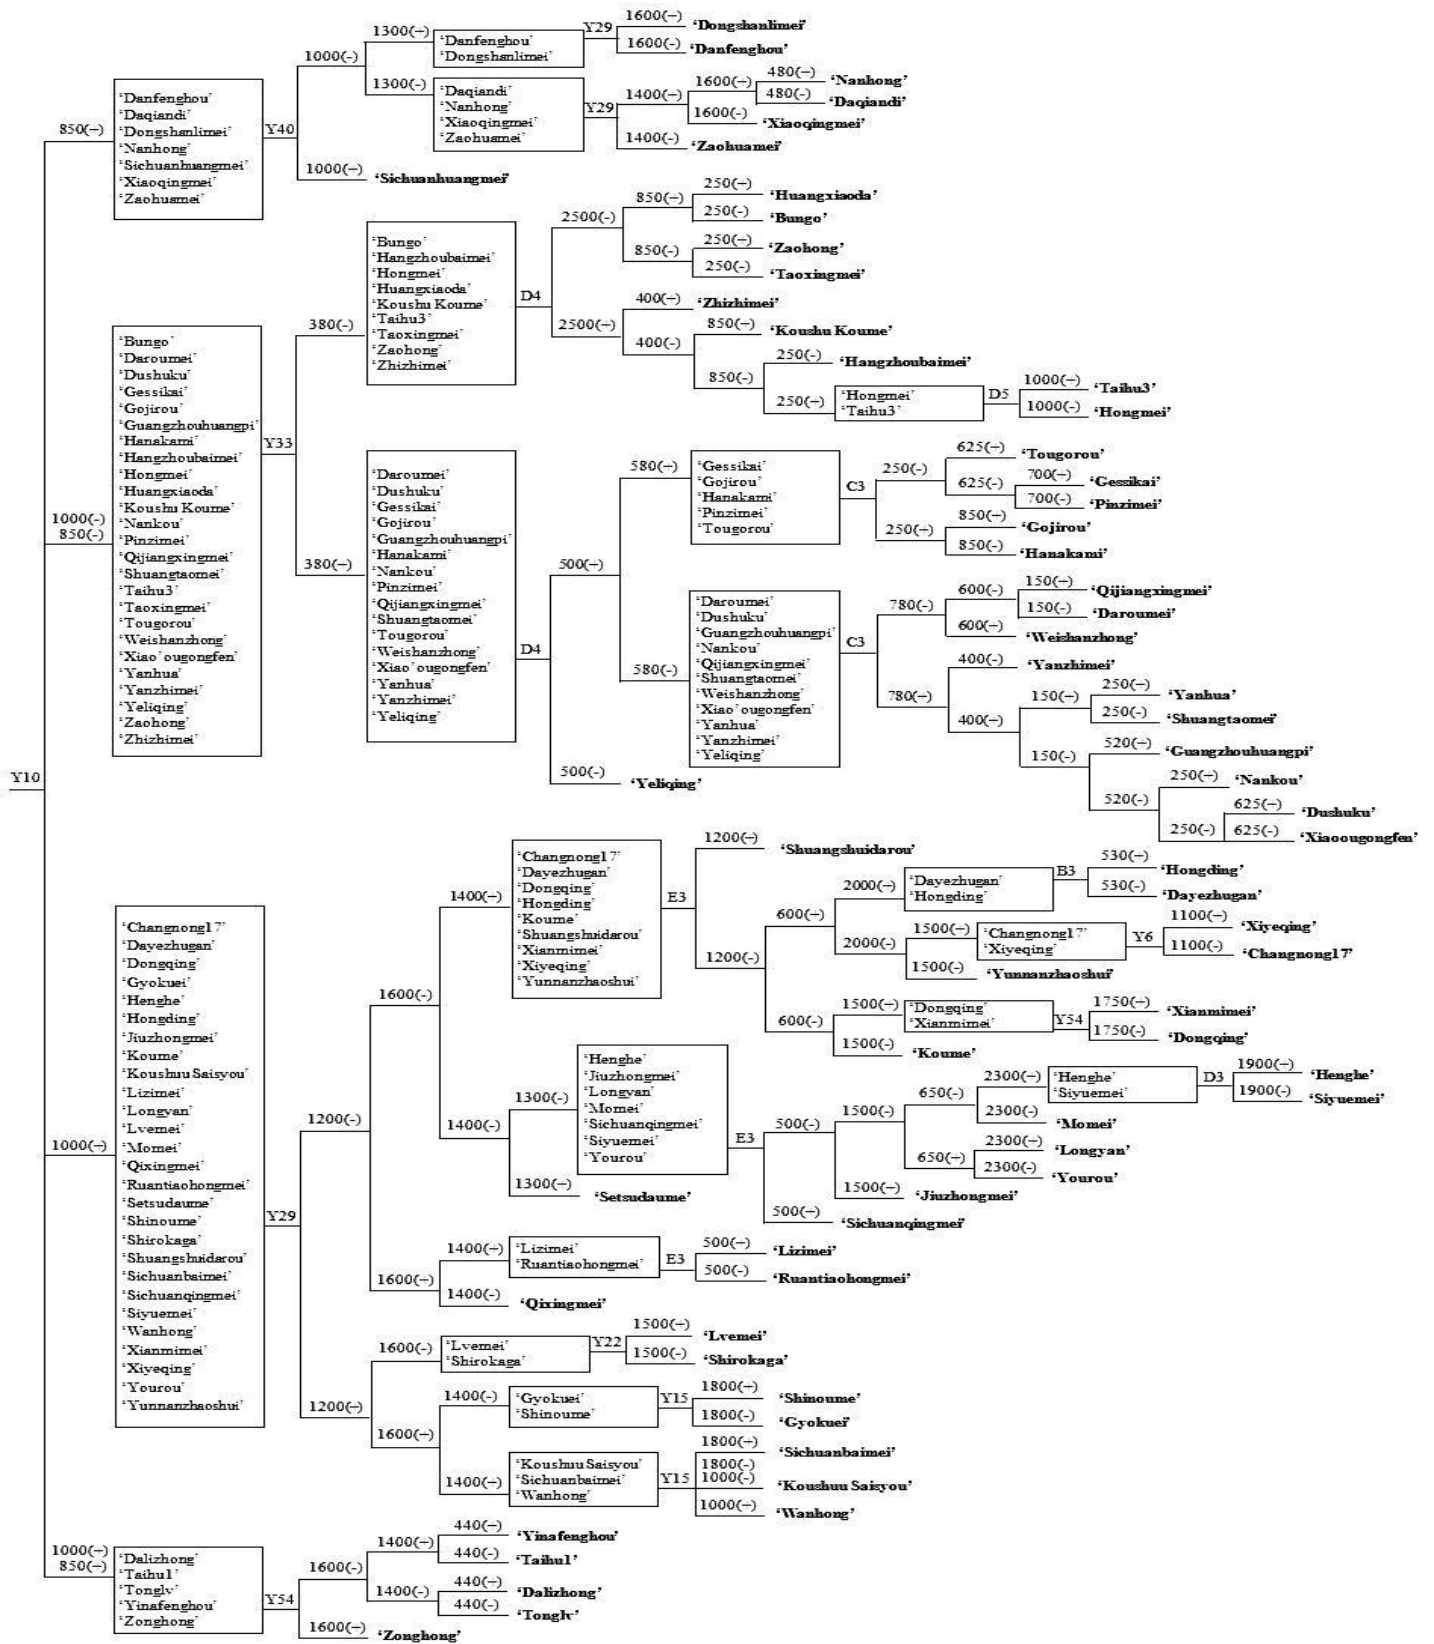 1600(+)
‘Dongshanlimei’
1300(+)
Y29
‘Danfenghou’
‘Dongshanlimei’
1600(-)
‘Danfenghou’
1000(-)
1300(-)
‘Daqiandi’
‘Nanhong’
‘Xiaoqingmei’
‘Zaohuamei’
Y29
1400(+)
1600(+)
480(+)
‘Nanhong’
480(-)
‘Daqiandi’
1600(-)
‘Xiaoqingmei’
1400(-)
‘Zaohuamei’
850(+)
‘Danfenghou’
‘Daqiandi’
‘Dongshanlimei’
‘Nanhong’
‘Sichuanhuangmei’
‘Xiaoqingmei’
‘Zaohuamei’
Y40
1000(+)
‘Sichuanhuangmei’
380(-)
‘Bungo’
‘Hangzhoubaimei’
‘Hongmei’
‘Huangxiaoda’
‘Koushu Koume’
‘Taihu3’
‘Taoxingmei’
‘Zaohong’
‘Zhizhimei’
D4
2500(-)
850(+)
250(+)
‘Huangxiaoda’
250(-)
‘Bungo’
850(-)
250(+)
‘Zaohong’
250(-)
‘Taoxingmei’
2500(+)
400(+)
‘Zhizhimei’
400(-)
850(+)
‘Koushu Koume’
850(-)
250(-)
‘Hangzhoubaimei’
250(+)
‘Hongmei’
‘Taihu3’
D5
1000(+)
‘Taihu3’
1000(-)
‘Hongmei’
1000(-)
850(-)
‘Bungo’
‘Daroumei’
‘Dushuku’
‘Gessikai’
‘Gojirou’
‘Guangzhouhuangpi’
‘Hanakami’
‘Hangzhoubaimei’
‘Hongmei’
‘Huangxiaoda’
‘Koushu Koume’
‘Nankou’
‘Pinzimei’
‘Qijiangxingmei’
‘Shuangtaomei’
‘Taihu3’
‘Taoxingmei’
‘Tougorou’
‘Weishanzhong’
‘Xiao’ougongfen’
‘Yanhua’
‘Yanzhimei’
‘Yeliqing’
‘Zaohong’
‘Zhizhimei’
Y33
380(+)
‘Daroumei’
‘Dushuku’
‘Gessikai’
‘Gojirou’
‘Guangzhouhuangpi’
‘Hanakami’
‘Nankou’
‘Pinzimei’
‘Qijiangxingmei’
‘Shuangtaomei’
‘Tougorou’
‘Weishanzhong’
‘Xiao’ougongfen’
‘Yanhua’
‘Yanzhimei’
‘Yeliqing’
D4
500(+)
580(+)
‘Gessikai’
‘Gojirou’
‘Hanakami’
‘Pinzimei’
‘Tougorou’
C3
250(-)
625(+)
‘Tougorou’
625(-)
700(+)
‘Gessikai’
700(-)
‘Pinzimei’
250(+)
850(+)
‘Gojirou’
850(-)
‘Hanakami’
580(-)
‘Daroumei’
‘Dushuku’
‘Guangzhouhuangpi’
‘Nankou’
‘Qijiangxingmei’
‘Shuangtaomei’
‘Weishanzhong’
‘Xiao’ougongfen’
‘Yanhua’
‘Yanzhimei’
‘Yeliqing’
C3
780(-)
600(-)
150(+)
‘Qijiangxingmei’
150(-)
‘Daroumei’
600(+)
‘Weishanzhong’
780(+)
400(-)
‘Yanzhimei’
400(+)
150(+)
250(+)
‘Yanhua’
250(-)
‘Shuangtaomei’
150(-)
520(+)
‘Guangzhouhuangpi’
520(-)
250(+)
‘Nankou’
250(-)
625(+)
‘Dushuku’
625(-)
‘Xiaoougongfen’
500(-)
‘Yeliqing’
Y10
1000(+)
‘Changnong17’
‘Dayezhugan’
‘Dongqing’
‘Gyokuei’
‘Henghe’
‘Hongding’
‘Jiuzhongmei’
‘Koume’
‘Koushuu Saisyou’
‘Lizimei’
‘Longyan’
‘Lvemei’
‘Momei’
‘Qixingmei’
‘Ruantiaohongmei’
‘Setsudaume’
‘Shinoume’
‘Shirokaga’
‘Shuangshuidarou’
‘Sichuanbaimei’
‘Sichuanqingmei’
‘Siyuemei’
‘Wanhong’
‘Xianmimei’
‘Xiyeqing’
‘Yourou’
‘Yunnanzhaoshui’
Y29
1200(-)
1600(-)
1400(+)
‘Changnong17’
‘Dayezhugan’
‘Dongqing’
‘Hongding’
‘Koume’
‘Shuangshuidarou’
‘Xianmimei’
‘Xiyeqing’
‘Yunnanzhaoshui’
E3
1200(+)
‘Shuangshuidarou’
1200(-)
600(+)
2000(+)
‘Dayezhugan’
‘Hongding’
B3
530(+)
‘Hongding’
530(-)
‘Dayezhugan’
2000(-)
1500(+)
‘Changnong17’
‘Xiyeqing’
Y6
1100(+)
‘Xiyeqing’
1100(-)
‘Changnong17’
1500(-)
‘Yunnanzhaoshui’
600(-)
1500(+)
‘Dongqing’
‘Xianmimei’
Y54
1750(+)
‘Xianmimei’
1750(-)
‘Dongqing’
1500(-)
‘Koume’
1400(-)
1300(-)
‘Henghe’
‘Jiuzhongmei’
‘Longyan’
‘Momei’
‘Sichuanqingmei’
‘Siyuemei’
‘Yourou’
E3
500(-)
1500(-)
650(-)
2300(+)
‘Henghe’
‘Siyuemei’
D3
1900(+)
‘Henghe’
1900(-)
‘Siyuemei’
2300(-)
‘Momei’
650(+)
2300(+)
‘Longyan’
2300(-)
‘Yourou’
1500(+)
‘Jiuzhongmei’
500(+)
‘Sichuanqingmei’
1300(+)
‘Setsudaume’
1600(+)
1400(+)
‘Lizimei’
‘Ruantiaohongmei’
E3
500(+)
‘Lizimei’
500(-)
‘Ruantiaohongmei’
1400(-)
‘Qixingmei’
1200(+)
1600(-)
‘Lvemei’
‘Shirokaga’
Y22
1500(+)
‘Lvemei’
1500(-)
‘Shirokaga’
1600(+)
1400(-)
‘Gyokuei’
‘Shinoume’
Y15
1800(+)
‘Shinoume’
1800(-)
‘Gyokuei’
1400(+)
‘Koushuu Saisyou’
‘Sichuanbaimei’
‘Wanhong’
Y15
1800(+)
‘Sichuanbaimei’
1800(-)
1000(-)
‘Koushuu Saisyou’
1000(+)
‘Wanhong’
1000(+)
850(+)
‘Dalizhong’
‘Taihu1’
‘Tonglv’
‘Yinafenghou’
‘Zonghong’
Y54
1600(-)
1400(+)
440(+)
‘Yinafenghou’
440(-)
‘Taihu1’
1400(-)
440(+)
‘Dalizhong’
440(-)
‘Tonglv’
1600(+)
‘Zonghong’